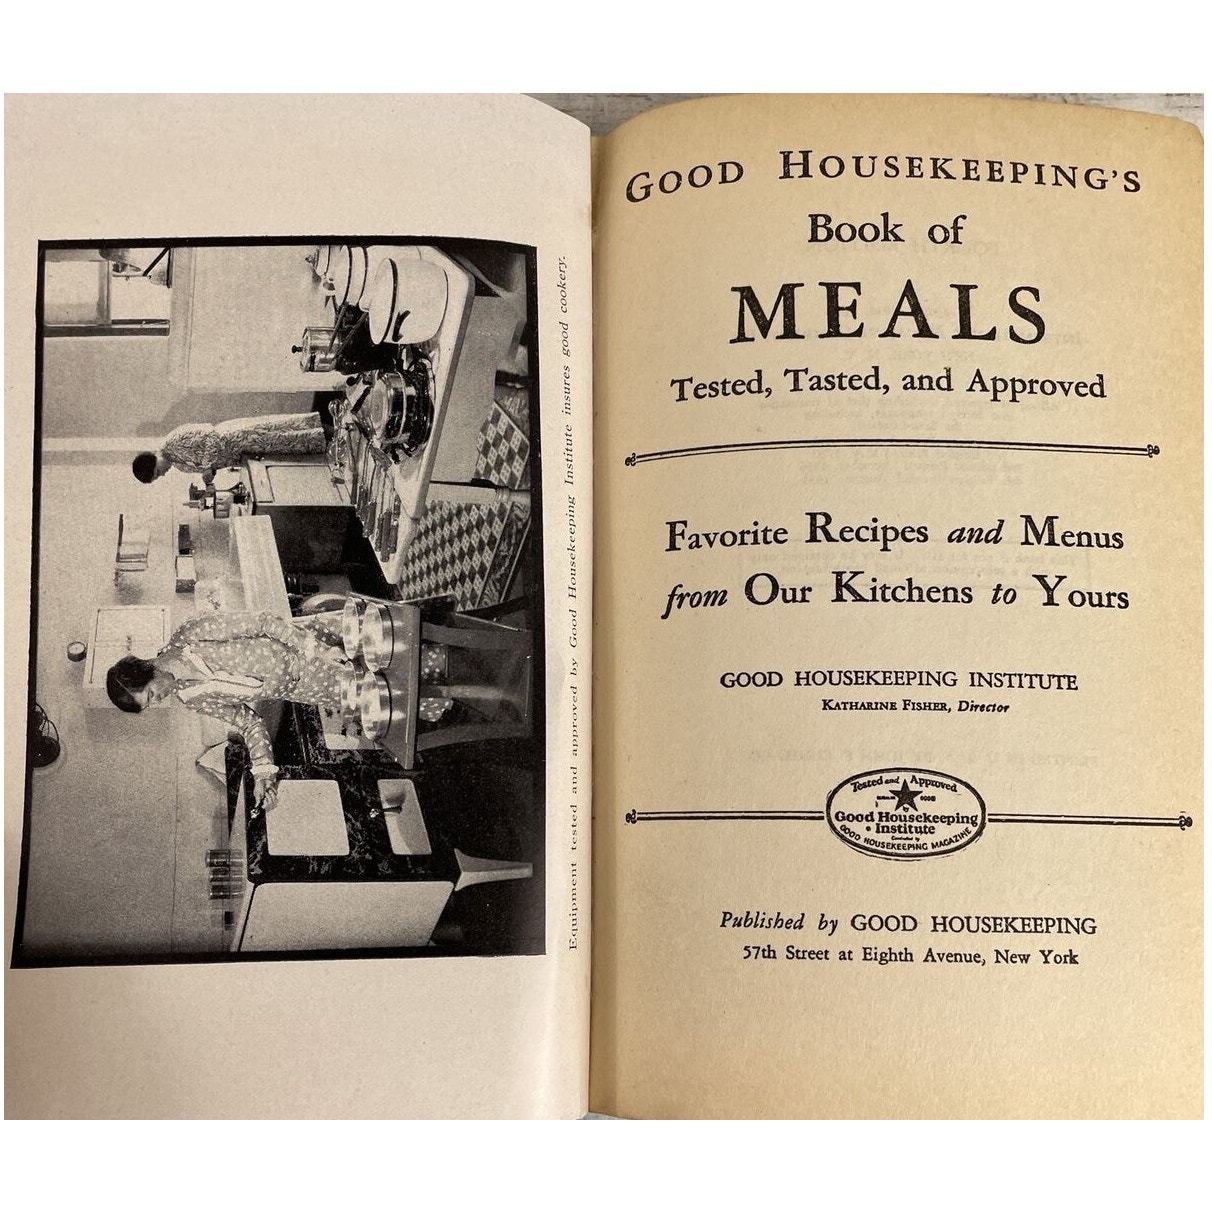 Equipment tested and approved by Good Housekeeping Institute insures good cookery.
GOOD HOUSEKEEPING'S
Book of
MEALS
Tested, Tasted, and Approved
Favorite Recipes and Menus
from Our Kitchens to Yours
GOOD HOUSEKEEPING INSTITUTE
KATHARINE FISHER, Director
Tested and Approved
Good Housekeeping
• Institute •
Conducted by
GOOD HOUSEKEEPING MAGAZINE
Published by GOOD HOUSEKEEPING
57th Street at Eighth Avenue, New York